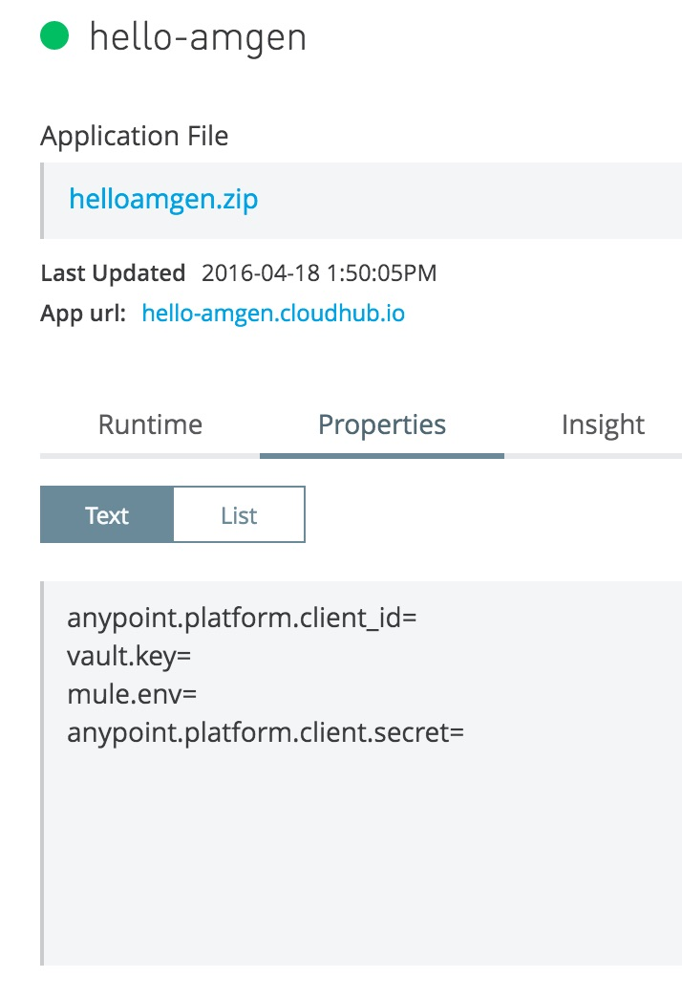 hello-amgen
Application File
helloamgen.zip
Last Updated 2016-04-18 1:50:05PM
App url: hello-amgen.cloudhub.io
Runtime Properties Insight
Text List
anypoint.platform.client_id=
vault.key=
mule.env=
anypoint.platform.client.secret=